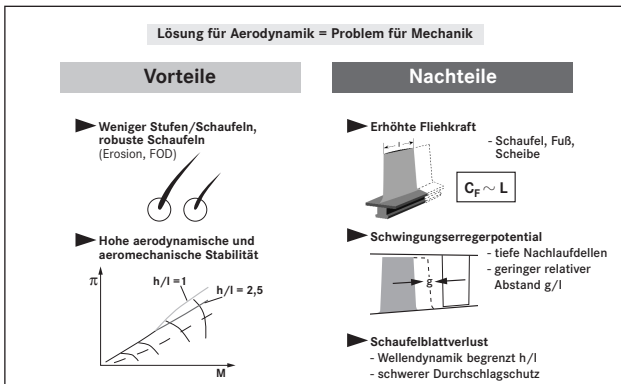 Lösung für Aerodynamik = Problem für Mechanik
Vorteile
Weniger Stufen/Schaufeln,
robuste Schaufeln
(Erosion, FOD)
Hohe aerodynamische und
aeromechanische Stabilität
π
h/l = 1
h/l = 2,5
M
Nachteile
Erhöhte Fliehkraft
l
- Schaufel, Fuß,
Scheibe
C_F ~ L
Schwingungserregerpotential
- tiefe Nachlaufdellen
- geringer relativer
Abstand g/l
g
Schaufelblattverlust
- Wellendynamik begrenzt h/l
- schwerer Durchschlagschutz